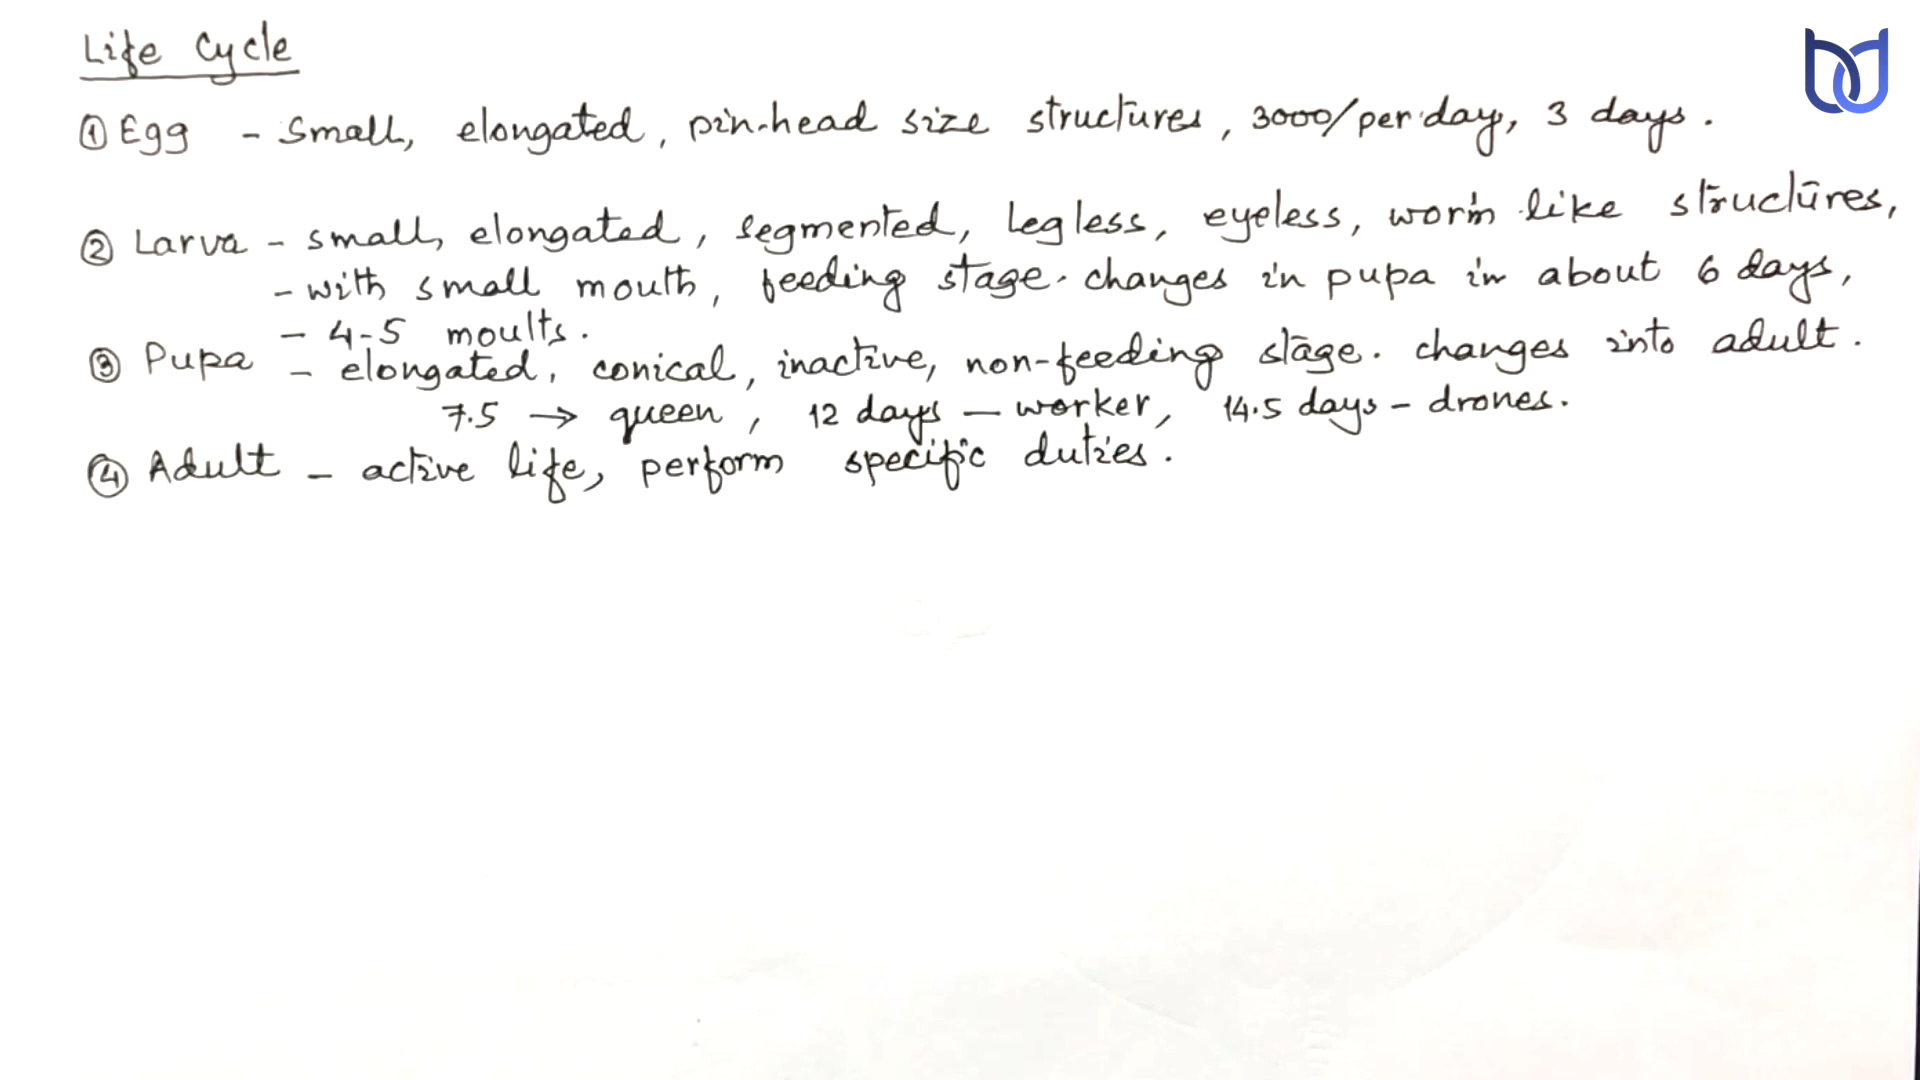 Life Cycle
① Egg - Small, elongated, pin-head size structures, 3000/per day, 3 days.
② Larva - small, elongated, segmented, legless, eyeless, worm like structures,
- with small mouth, feeding stage. changes in pupa in about 6 days,
- 4-5 moults.
③ Pupa - elongated, conical, inactive, non-feeding stage. changes into adult.
7.5 → queen, 12 days - worker, 14.5 days - drones.
④ Adult - active life, perform specific duties.